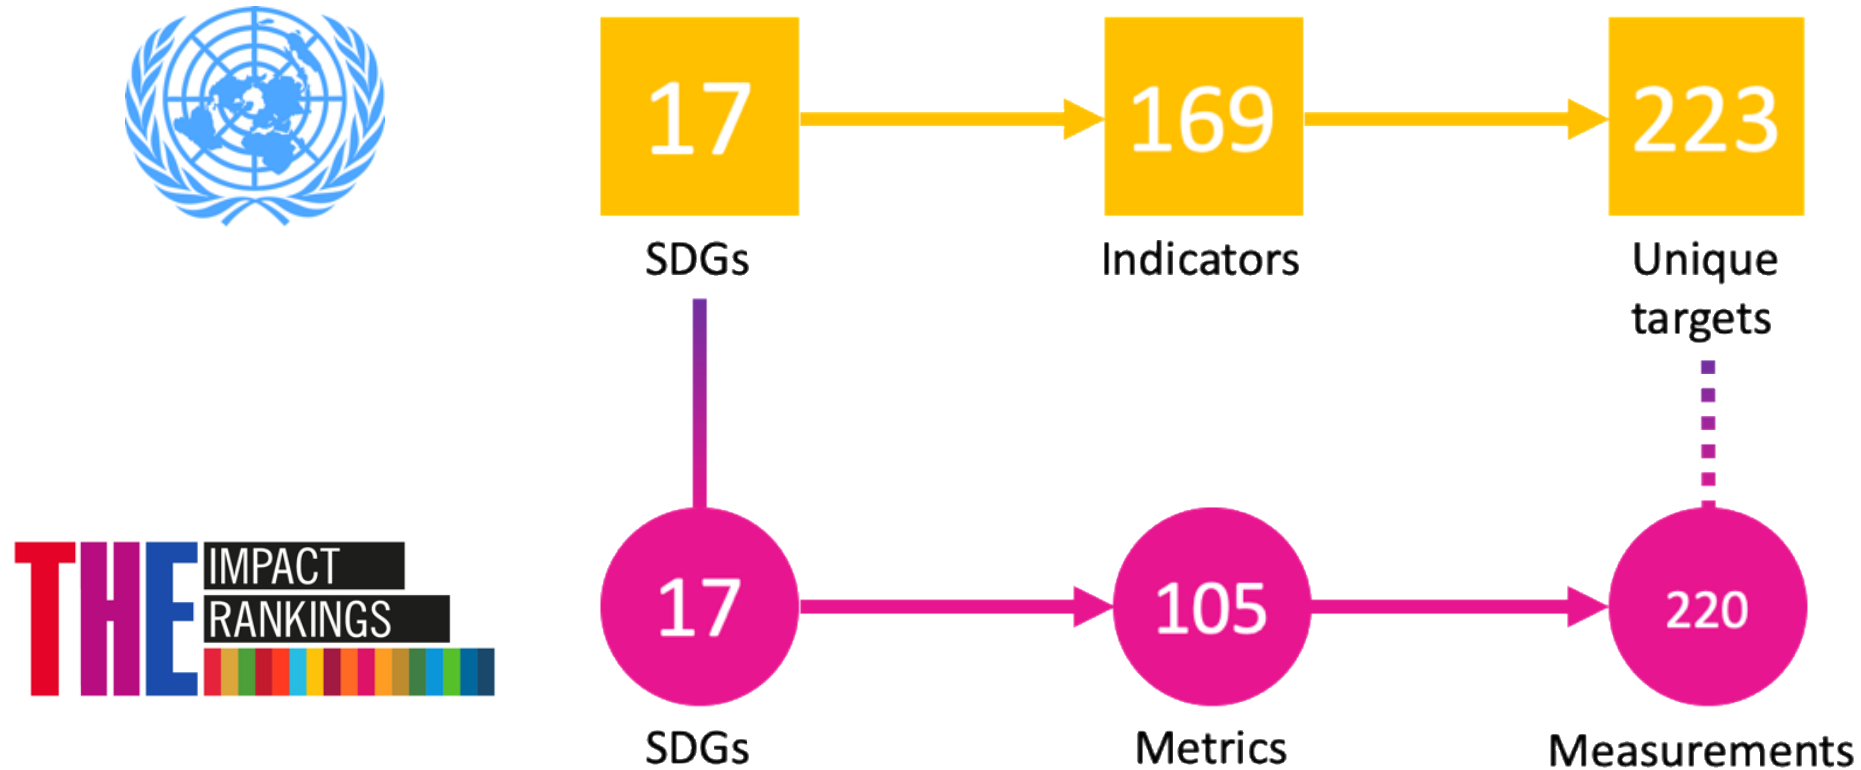 17
169
223
SDGs
Indicators
Unique
targets
THE
IMPACT
RANKINGS
17
105
220
SDGs
Metrics
Measurements